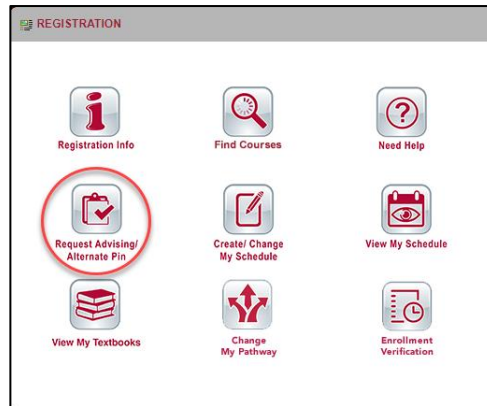 REGISTRATION
Registration Info
Find Courses
Need Help
Request Advising/
Alternate Pin
Create/ Change
My Schedule
View My Schedule
View My Textbooks
Change
My Pathway
Enrollment
Verification